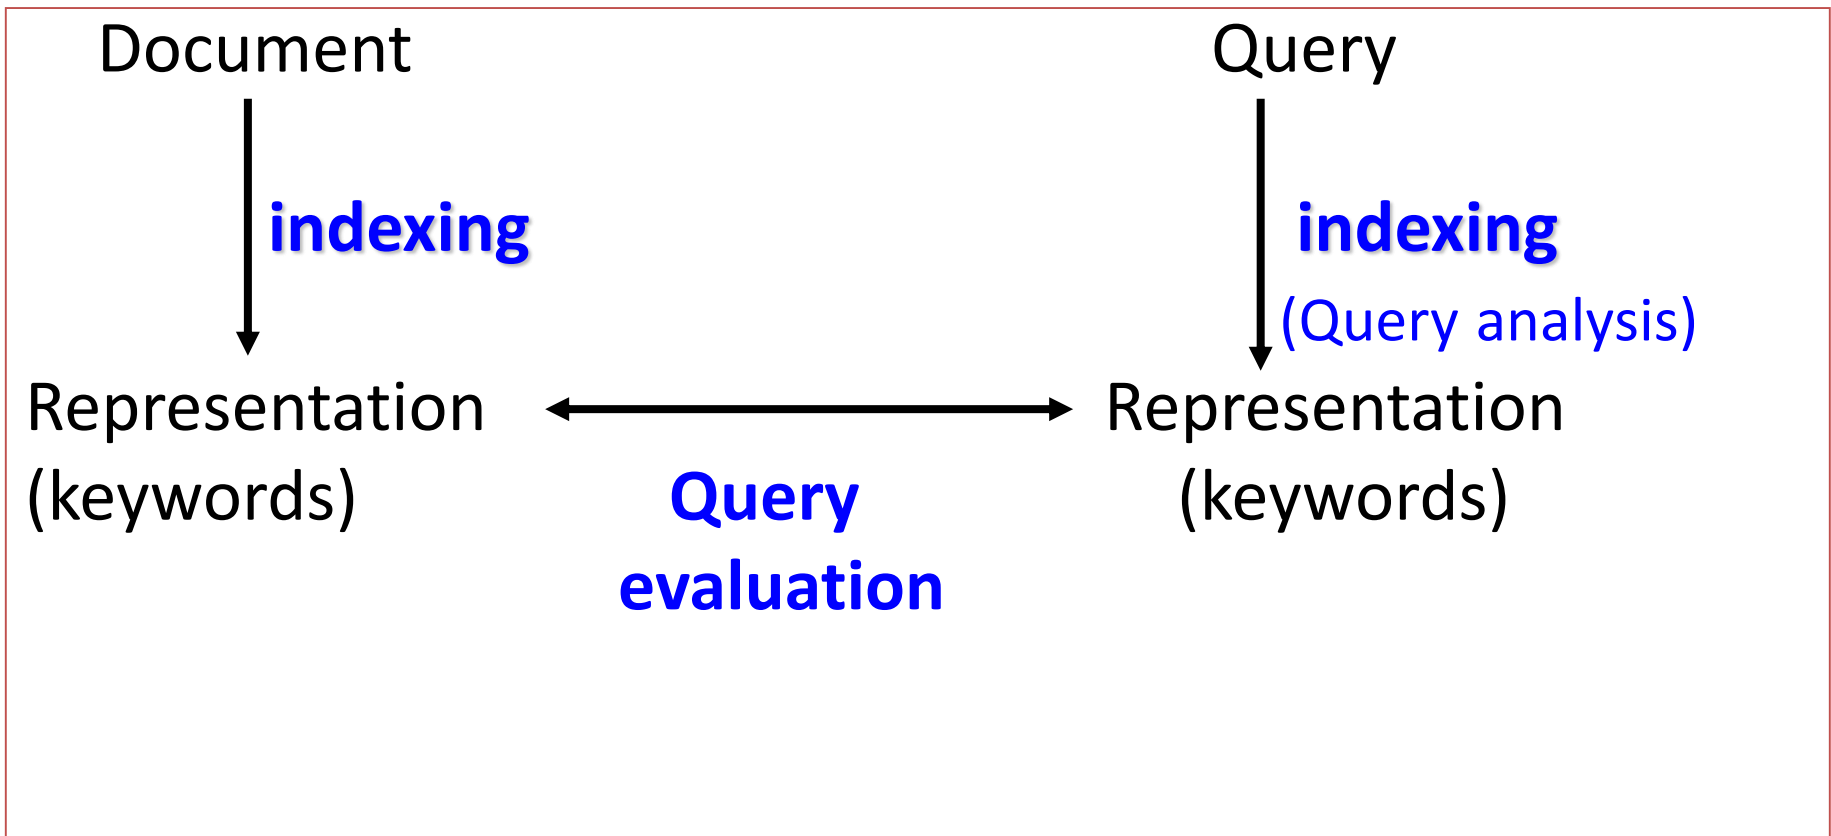 Document
Query
indexing
indexing
(Query analysis)
Representation
Representation
(keywords)
Query
(keywords)
evaluation